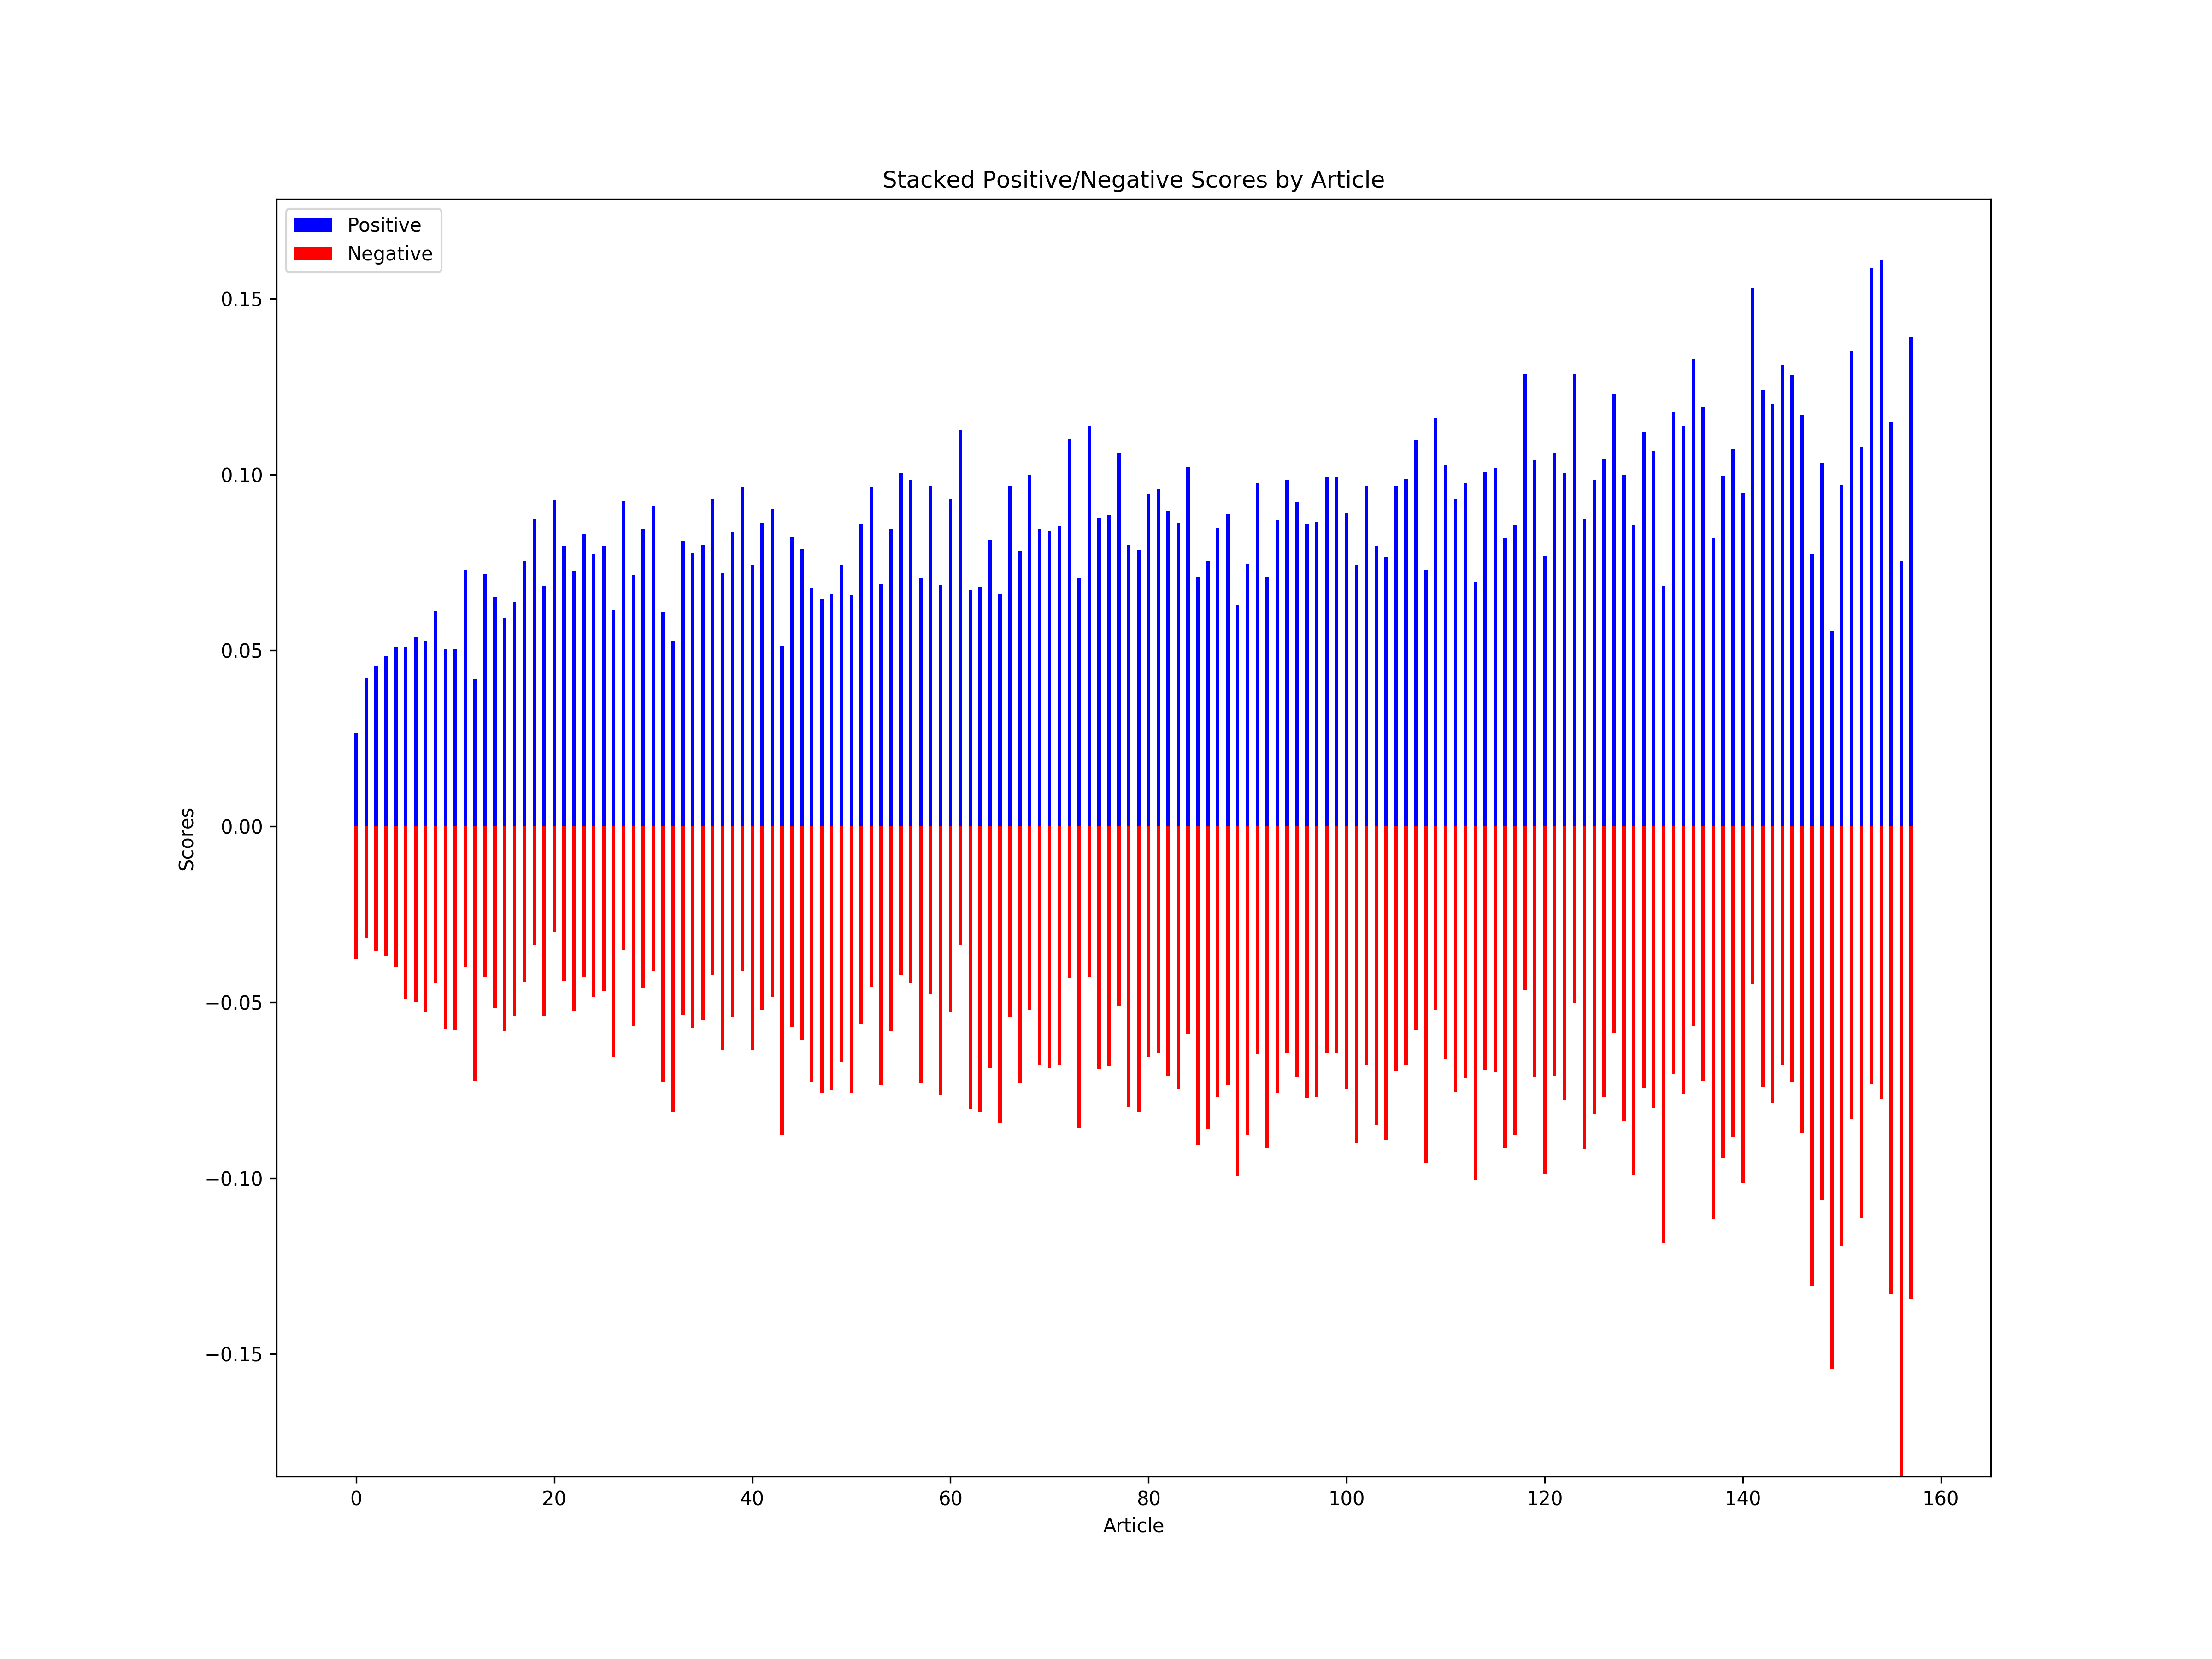 Stacked Positive/Negative Scores by Article
Positive
Negative
0.15
0.10
0.05
0.00
−0.05
−0.10
−0.15
Scores
0 20 40 60 80 100 120 140 160
Article